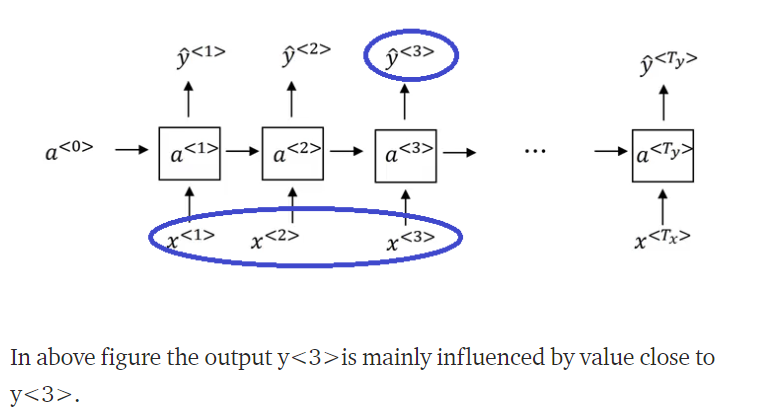 ŷ<1> ŷ<2> ŷ<3> ŷ<Ty>
a<0> a<1> a<2> a<3> ... a<Ty>
x<1> x<2> x<3> x<Tx>
In above figure the output y<3>is mainly influenced by value close to
y<3>.